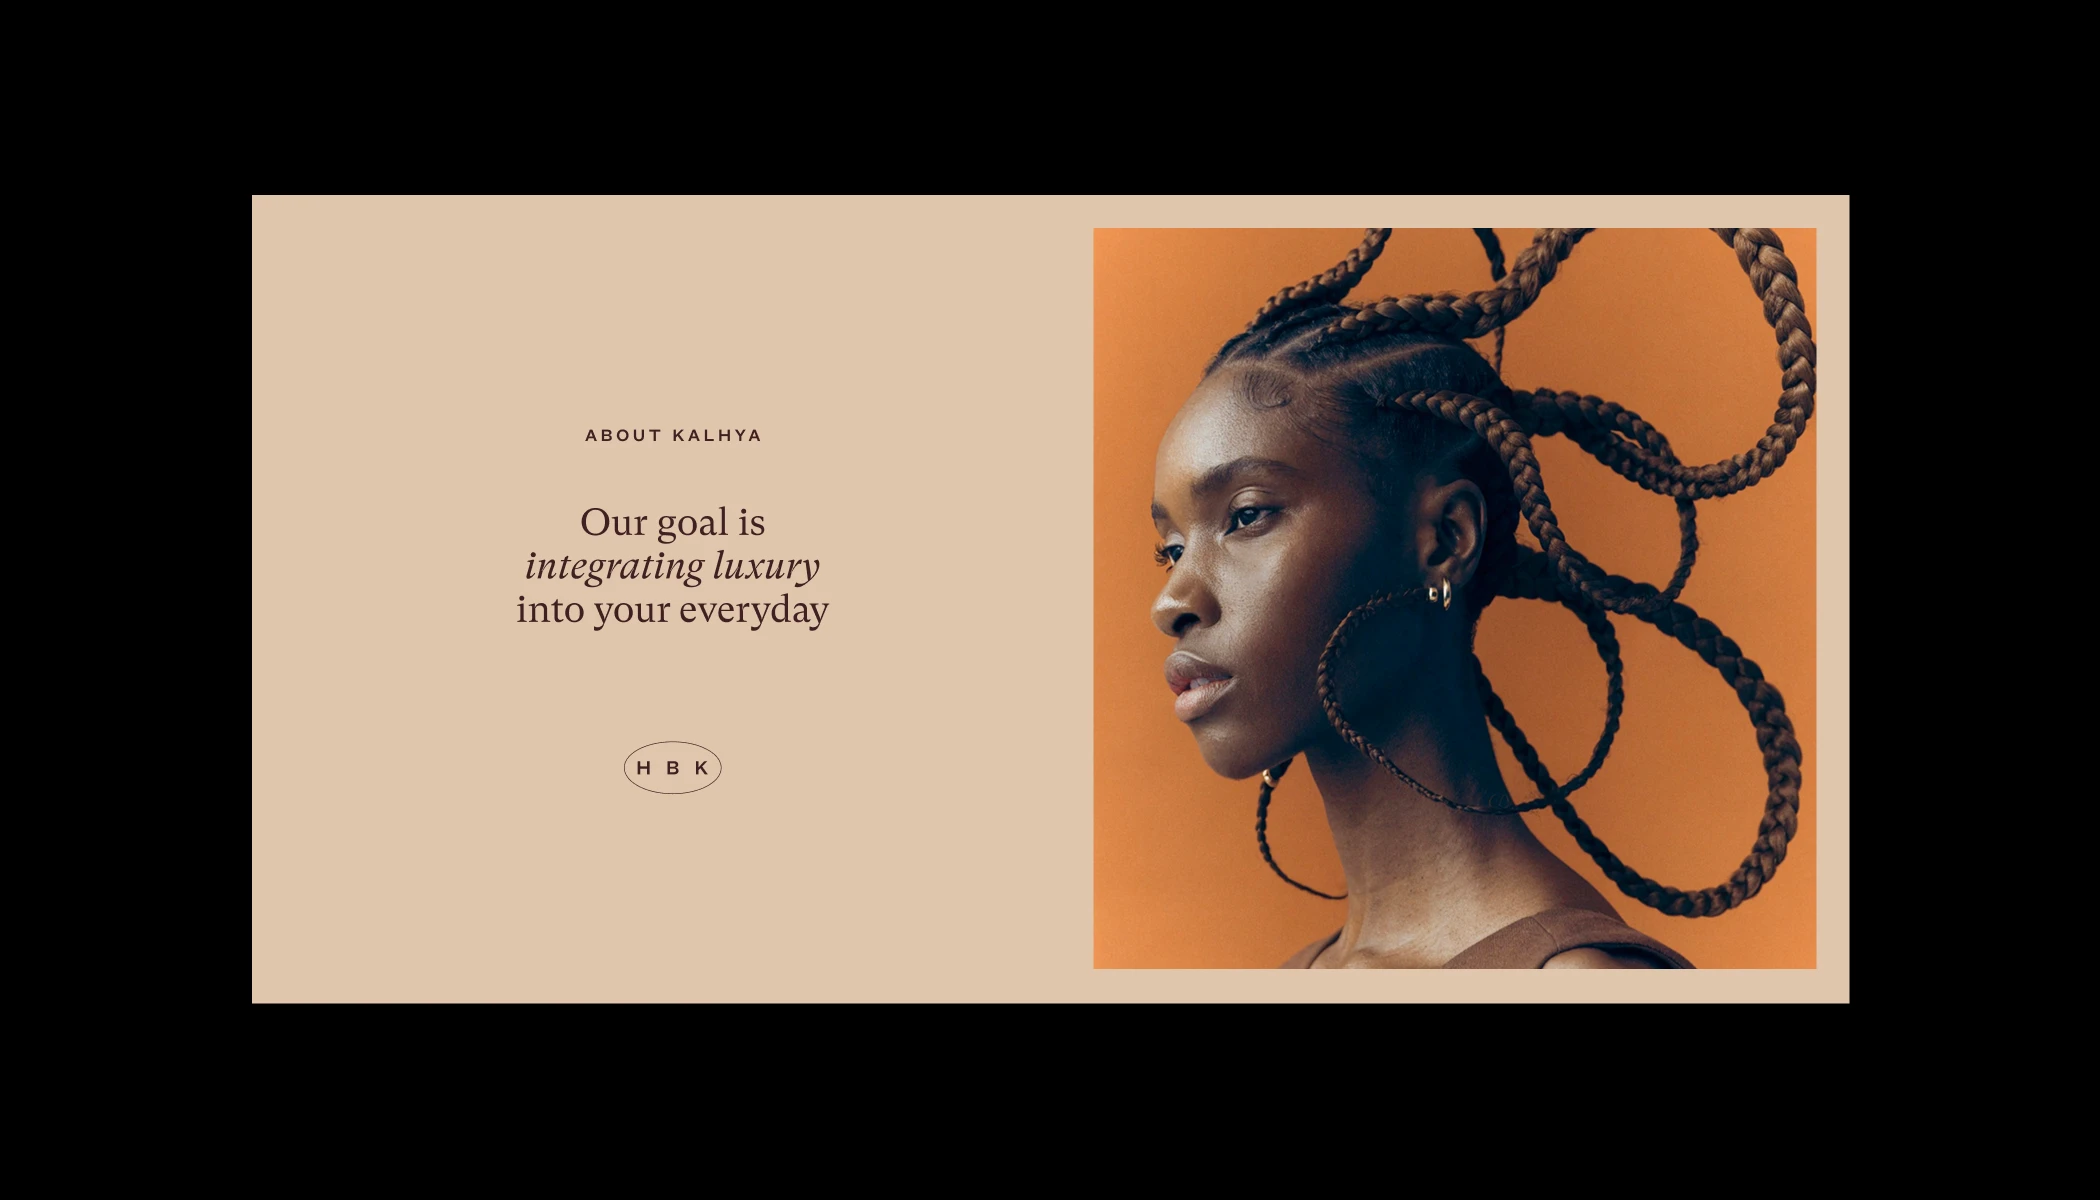 ABOUT KALHYA
Our goal is
integrating luxury
into your everyday
H B K